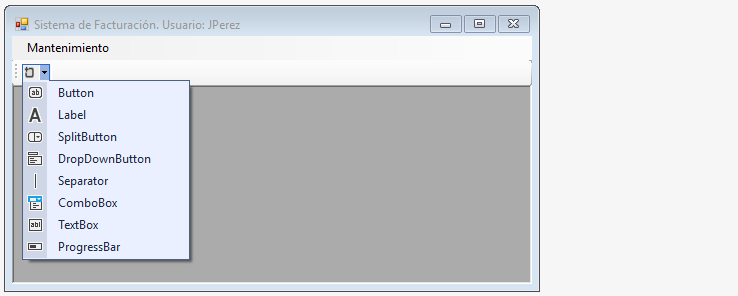 Sistema de Facturación. Usuario: JPerez
Mantenimiento
Button
Label
SplitButton
DropDownButton
Separator
ComboBox
TextBox
ProgressBar